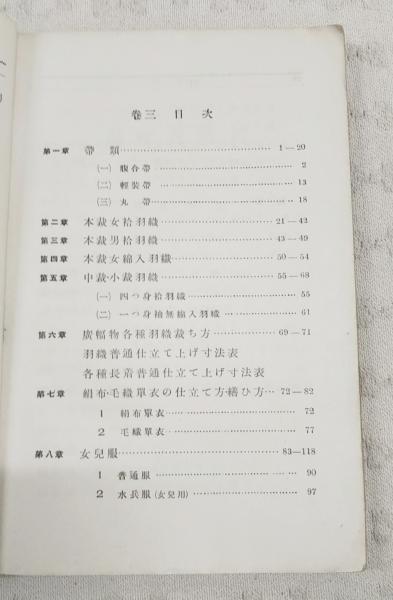 卷三 目次
第一章 帶類 1—20
(一) 腹合帶 2
(二) 輕裝帶 13
(三) 丸帶 18
第二章 本裁女袷羽織 21—42
第三章 本裁男袷羽織 43—49
第四章 本裁女綿入羽織 50—54
第五章 中裁・小裁羽織 55—68
(一) 四つ身袷羽織 55
(二) 一つ身袖無綿入羽織 61
第六章 廣幅物各種羽織裁ち方 69—71
羽織普通仕立て上げ寸法表
各種長着普通仕立て上げ寸法表
第七章 絹布・毛織單衣の仕立て方・繕ひ方 72—82
1 絹布單衣 72
2 毛織單衣 77
第八章 女兒服 83—118
1 普通服 90
2 水兵服(女兒用) 97